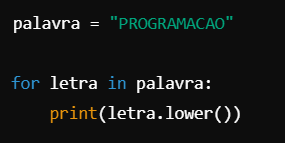 palavra = "PROGRAMACAO"
for letra in palavra:
    print(letra.lower())